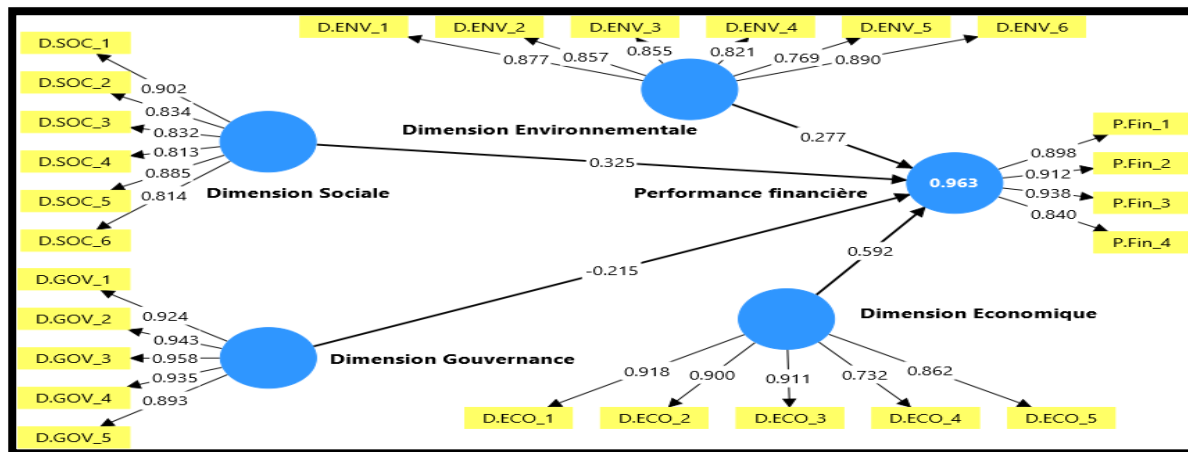 D.ENV_1 D.ENV_2 D.ENV_3 D.ENV_4 D.ENV_5 D.ENV_6
0.877 0.857 0.855 0.821 0.769 0.890
Dimension Environnementale
0.277
D.SOC_1
D.SOC_2
D.SOC_3
D.SOC_4
D.SOC_5
D.SOC_6
0.902
0.834
0.832
0.813
0.885
0.814
Dimension Sociale
0.325
Performance financière
0.963
0.898
0.912
0.938
0.840
P.Fin_1
P.Fin_2
P.Fin_3
P.Fin_4
D.GOV_1
D.GOV_2
D.GOV_3
D.GOV_4
D.GOV_5
0.924
0.943
0.958
0.935
0.893
Dimension Gouvernance
-0.215
0.592
Dimension Economique
0.918 0.900 0.911 0.732 0.862
D.ECO_1 D.ECO_2 D.ECO_3 D.ECO_4 D.ECO_5